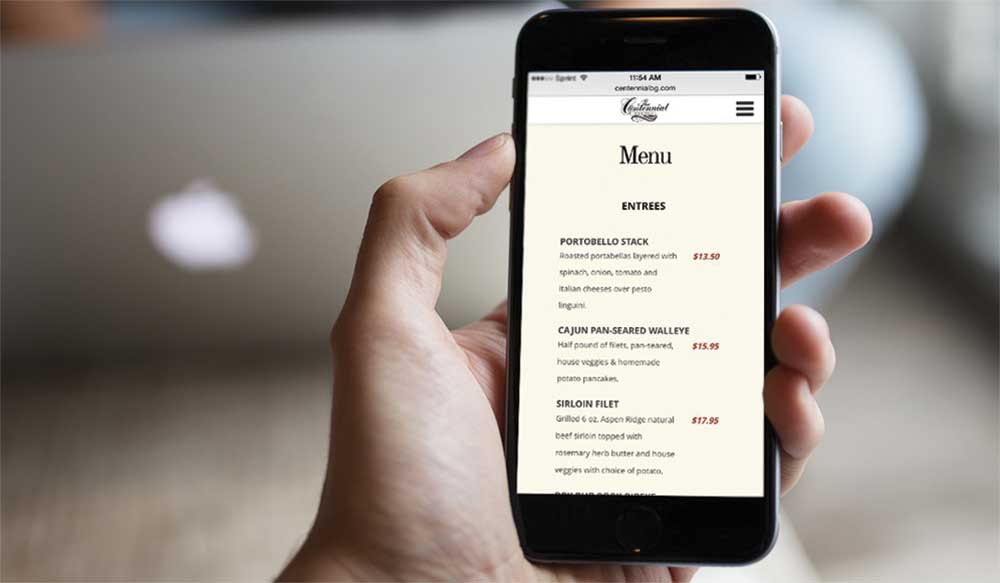 Sprint 11:54 AM
centennialbg.com
The
Centennial
Menu
ENTREES
PORTOBELLO STACK
Roasted portabellas layered with $13.50
spinach, onion, tomato and
italian cheeses over pesto
linguini.
CAJUN PAN-SEARED WALLEYE
Half pound of filets, pan-seared, $15.95
house veggies & homemade
potato pancakes.
SIRLOIN FILET
Grilled 6 oz. Aspen Ridge natural $17.95
beef sirloin topped with
rosemary herb butter and house
veggies with choice of potato.